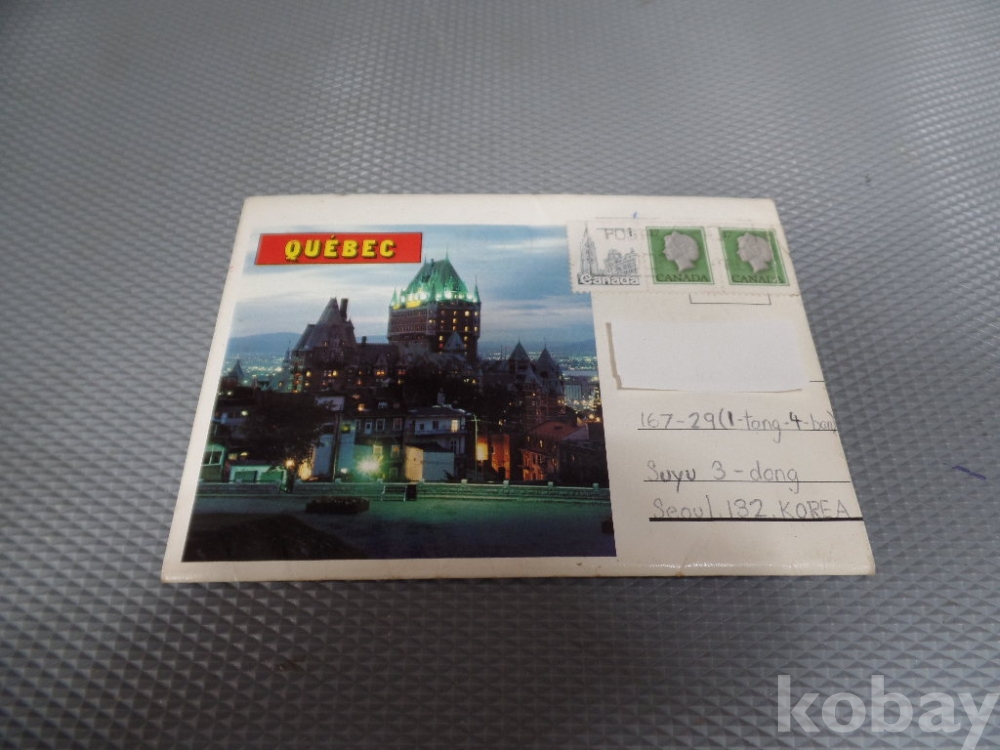 QUÉBEC
Canada
CANADA
CANADA
167-29(1-tong-4-ban)
Suyu 3-dong
Seoul, 132, KOREA
kobay